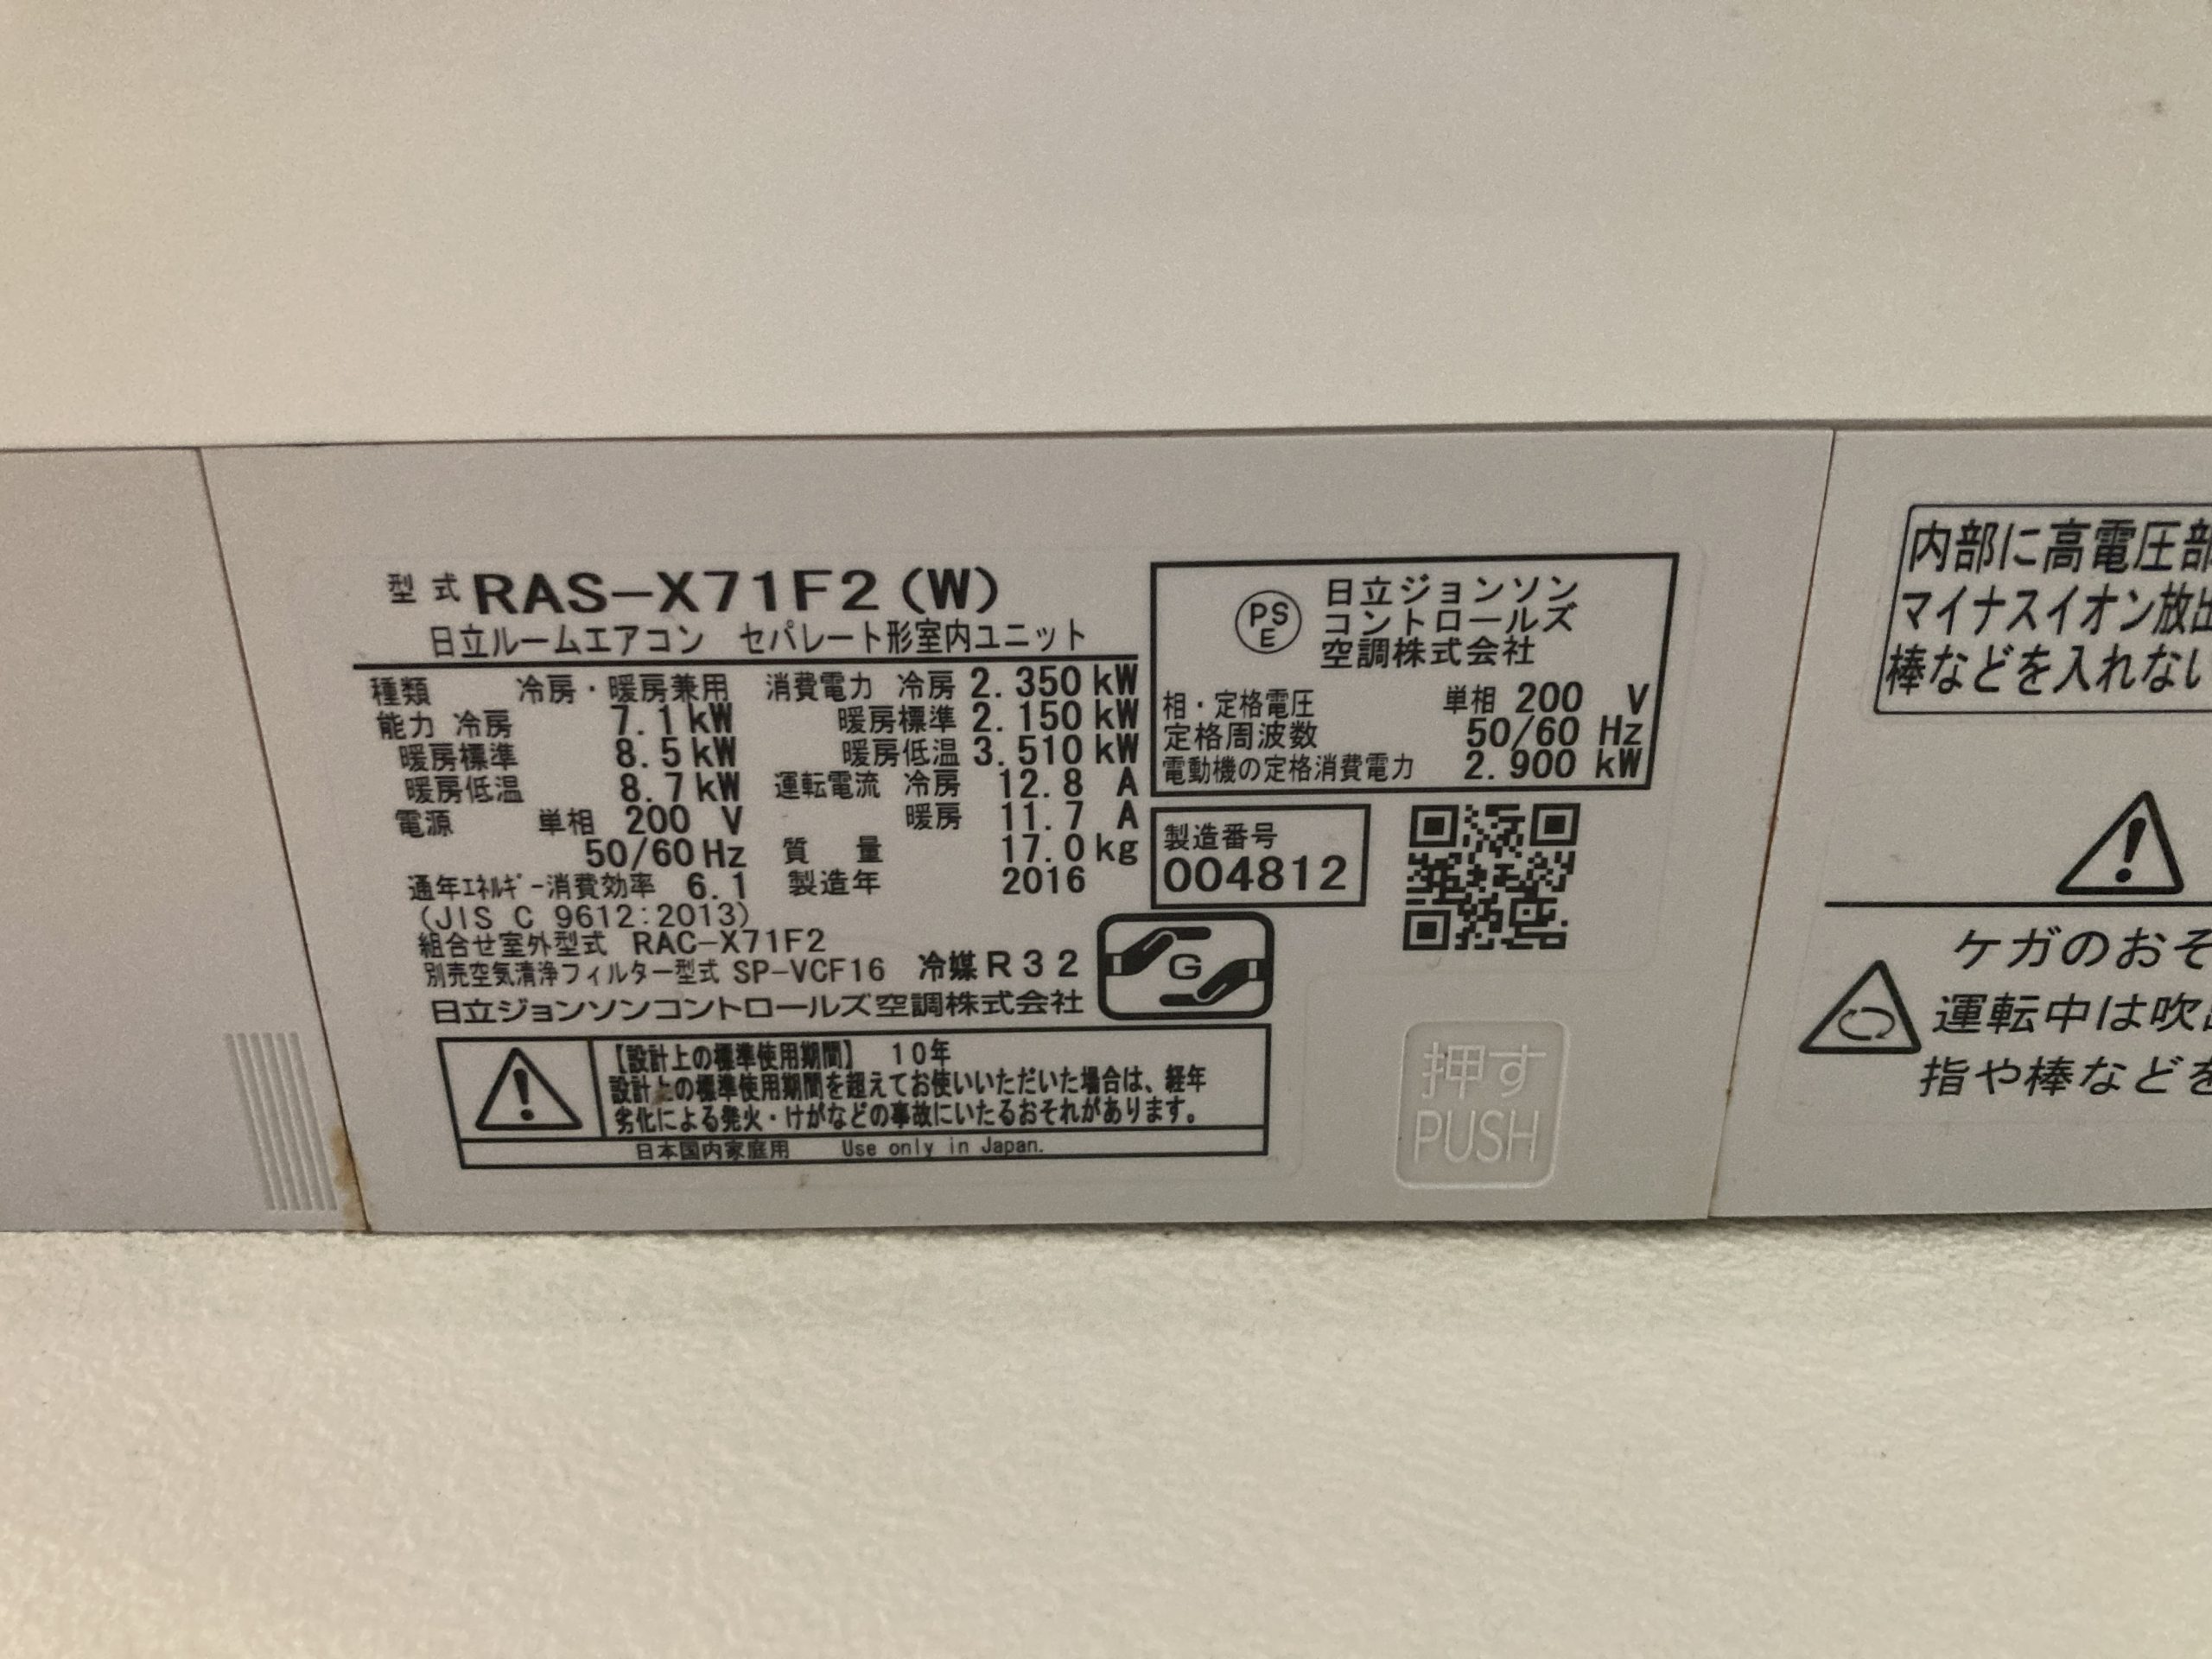 型式 RAS-X71F2(W)
日立ルームエアコン セパレート形室内ユニット
種類 冷房・暖房兼用
能力 冷房 7.1kW
暖房標準 8.5kW
暖房低温 8.7kW
電源 単相 200 V
50/60Hz
通年エネルギー消費効率 6.1
(JIS C 9612:2013)
組合せ室外型式 RAC-X71F2
別売空気清浄フィルター型式 SP-VCF16
消費電力 冷房 2.350kW
暖房標準 2.150kW
暖房低温 3.510kW
運転電流 冷房 12.8 A
暖房 11.7 A
質量 17.0kg
製造年 2016
冷媒R32
日立ジョンソンコントロールズ空調株式会社
G
PS
E
日立ジョンソン
コントロールズ
空調株式会社
相・定格電圧 単相 200 V
定格周波数 50/60 Hz
電動機の定格消費電力 2.900 kW
製造番号
004812
【設計上の標準使用期間】 10年
設計上の標準使用期間を超えてお使いいただいた場合は、経年
劣化による発火・けがなどの事故にいたるおそれがあります。
日本国内家庭用 Use only in Japan.
押す
PUSH
内部に高電圧部
マイナスイオン放出
棒などを入れない
ケガのおそ
運転中は吹出
指や棒などを